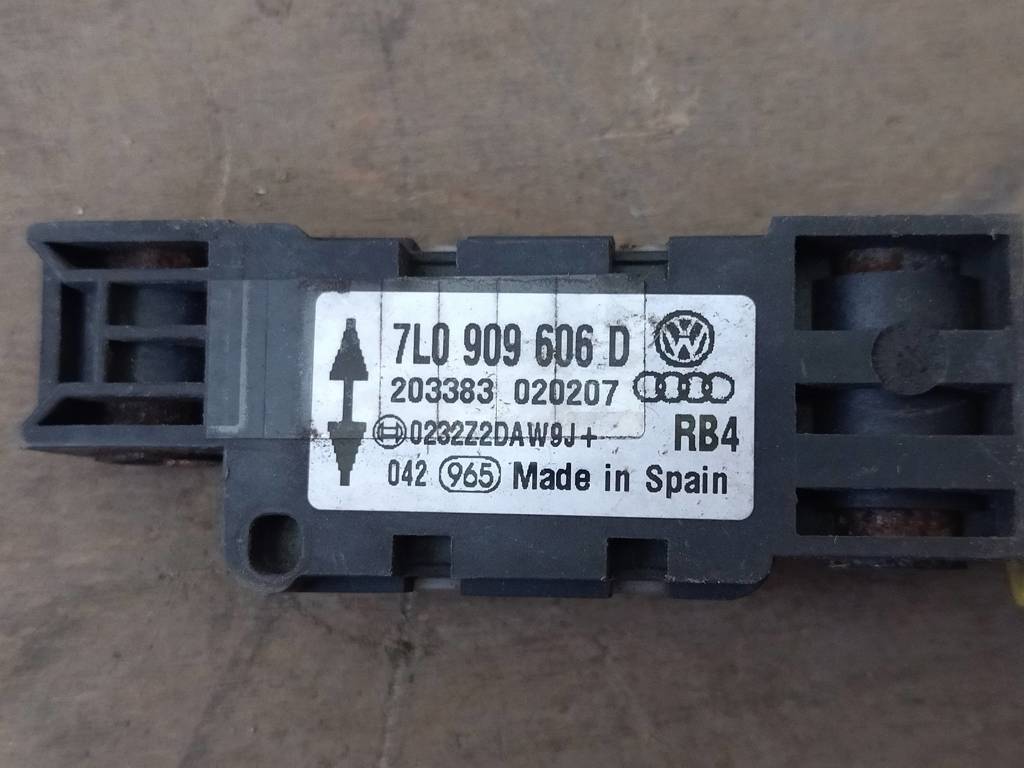 7L0 909 606 D
203383 020207
0232Z2DAW9J+ RB4
042 965 Made in Spain